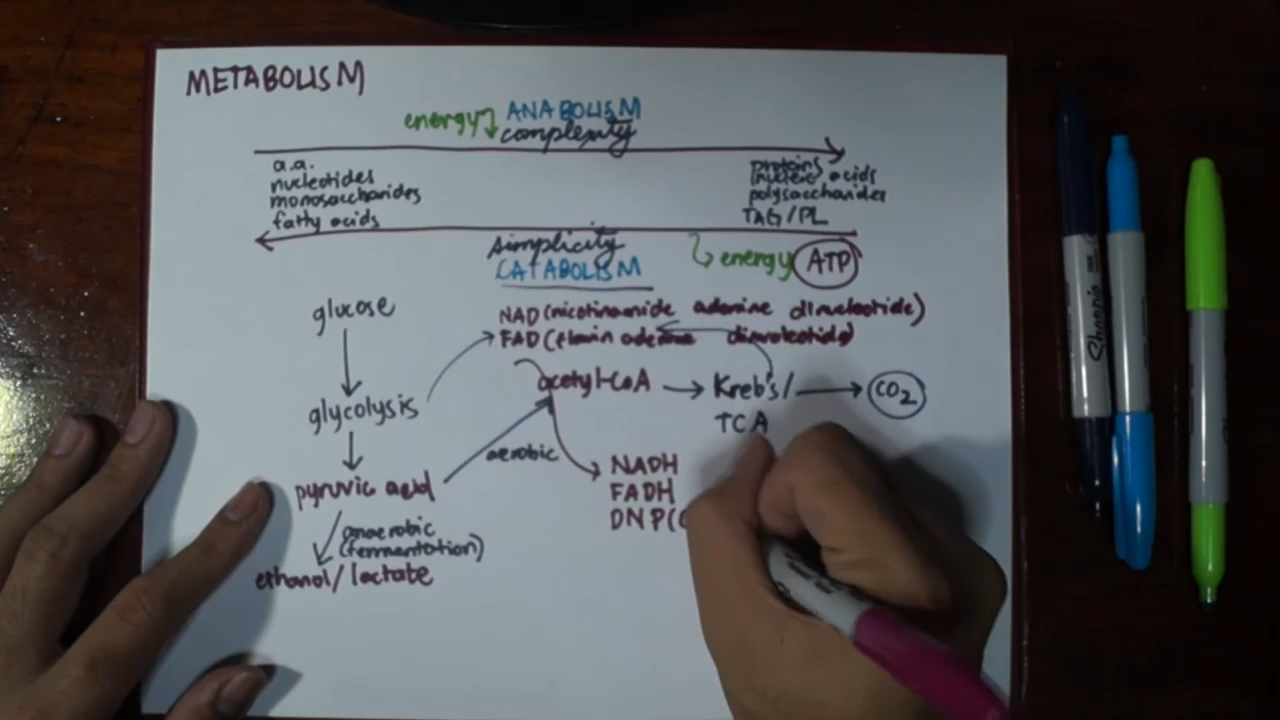 METABOLISM
energy ANABOLISM
complexity
a.a.
nucleotides
monosaccharides
fatty acids
proteins
nucleic acids
polysaccharides
TAG/PL
simplicity
CATABOLISM
energy ATP
glucose
NAD (nicotinamide adenine dinucleotide)
FAD (flavin adenine dinucleotide)
glycolysis
acetyl-CoA
Kreb's/
TCA
CO2
aerobic
pyruvic acid
NADH
FADH
DNP(
anaerobic
(fermentation)
ethanol/lactate
Sharpie